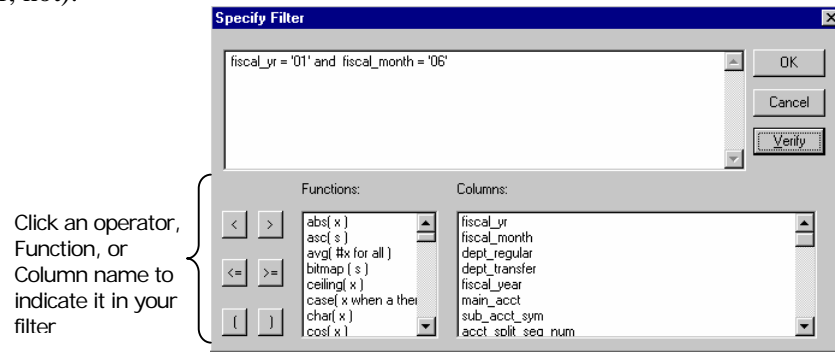 , not).
Specify Filter
fiscal_yr = '01' and fiscal_month = '06'
OK
Cancel
Verify
Functions:
Columns:
Click an operator,
Function, or
Column name to
indicate it in your
filter
< >
<= >=
( )
abs( x )
asc( s )
avg( #x for all )
bitmap ( s )
ceiling( x )
case( x when a the
char( x )
cos( x )
fiscal_yr
fiscal_month
dept_regular
dept_transfer
fiscal_year
main_acct
sub_acct_sym
acct_split_seq_num